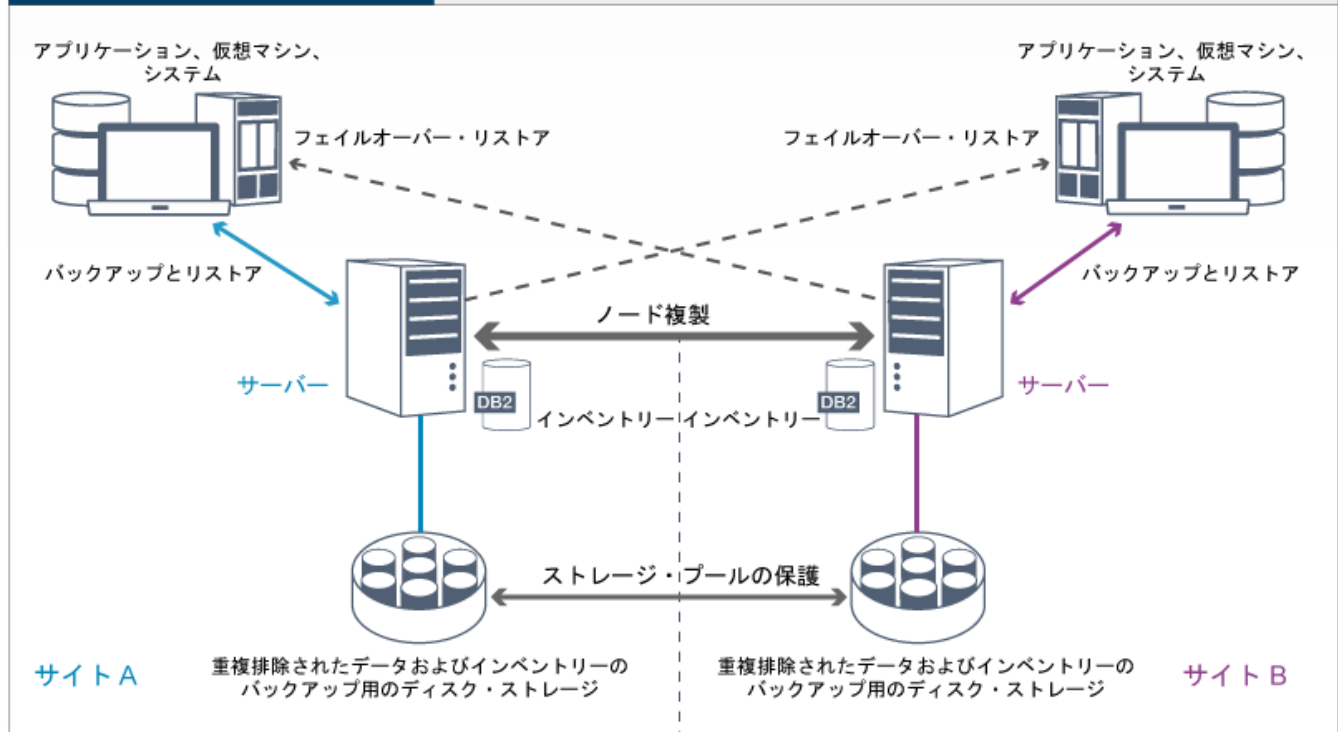 アプリケーション、仮想マシン、
システム
アプリケーション、仮想マシン、
システム
フェイルオーバー・リストア
フェイルオーバー・リストア
バックアップとリストア
バックアップとリストア
ノード複製
サーバー
サーバー
DB2
インベントリー
インベントリー
DB2
ストレージ・プールの保護
サイト A
重複排除されたデータおよびインベントリーの
バックアップ用のディスク・ストレージ
重複排除されたデータおよびインベントリーの
バックアップ用のディスク・ストレージ
サイト B